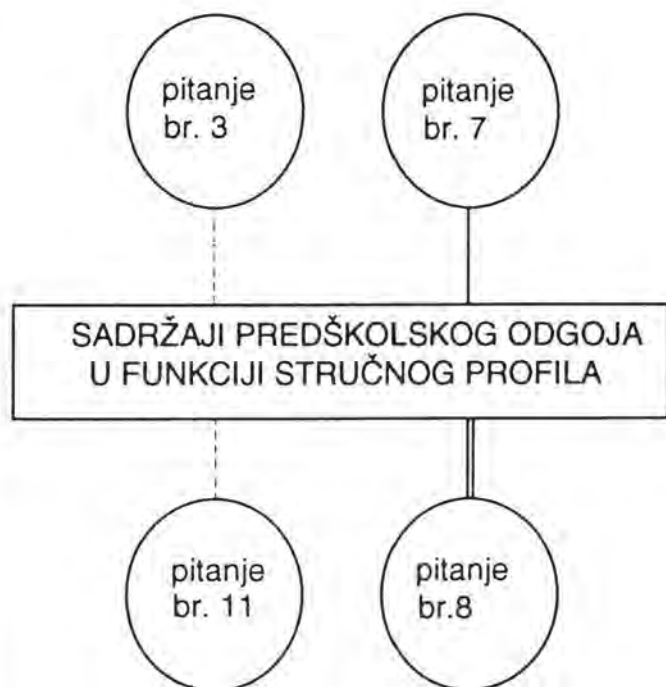 pitanje
br. 3
pitanje
br. 7
SADRŽAJI PREDŠKOLSKOG ODGOJA
U FUNKCIJI STRUČNOG PROFILA
pitanje
br. 11
pitanje
br.8